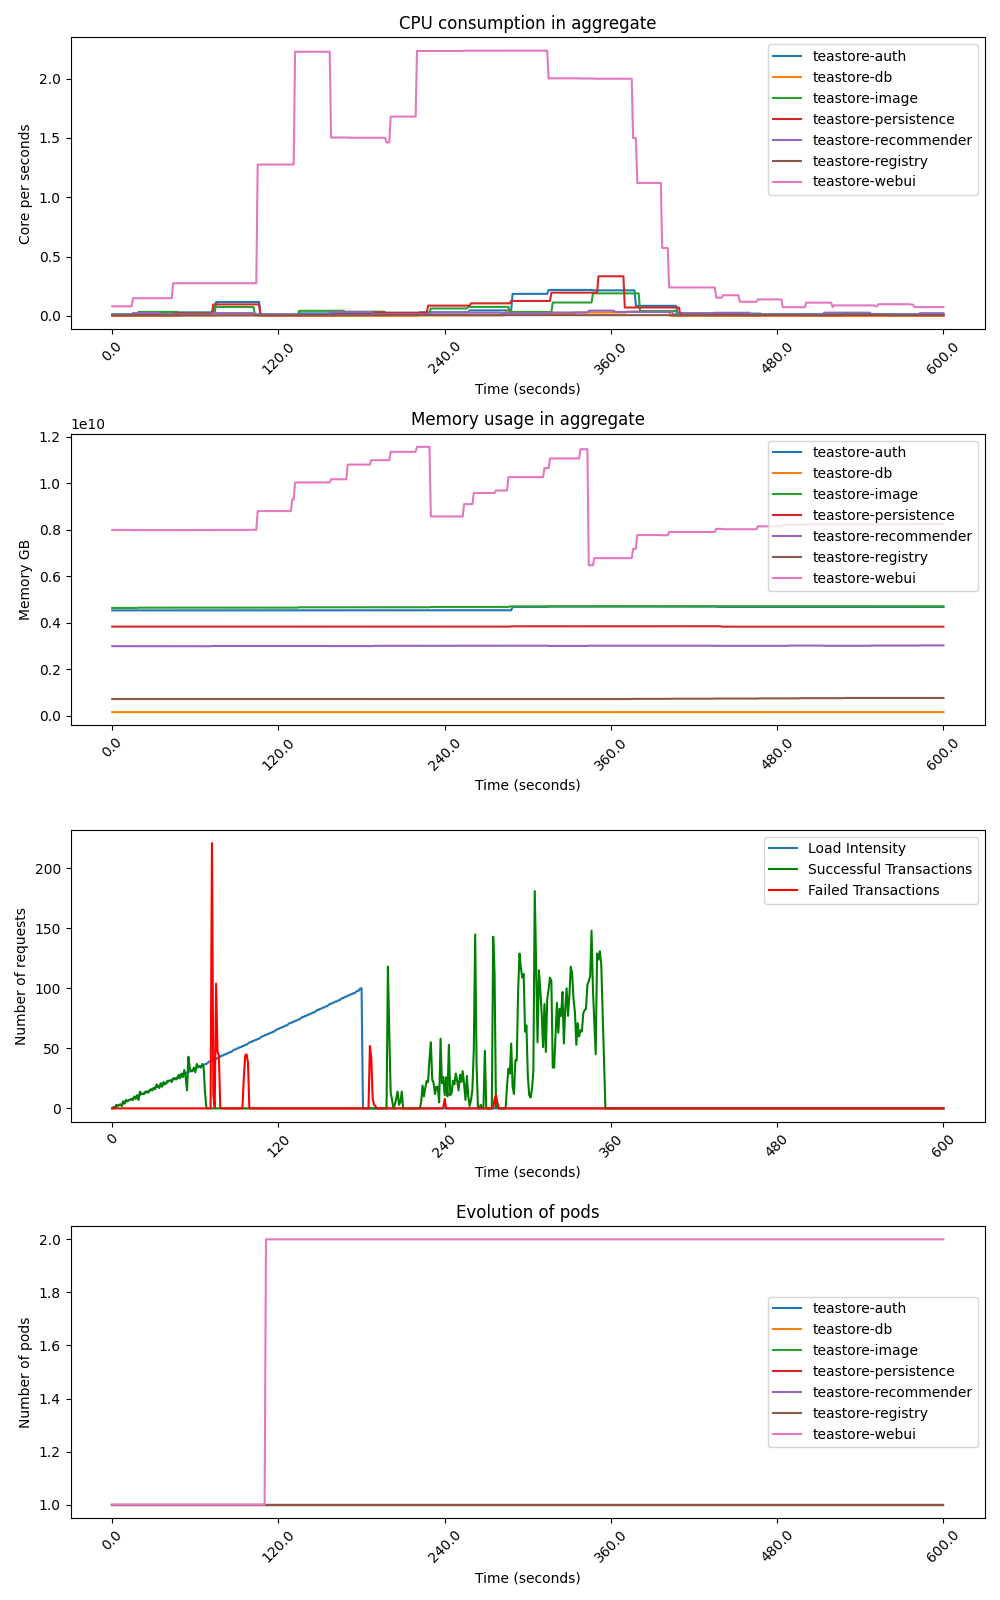 CPU consumption in aggregate
Core per seconds
2.0
1.5
1.0
0.5
0.0
teastore-auth
teastore-db
teastore-image
teastore-persistence
teastore-recommender
teastore-registry
teastore-webui
0.0
120.0
240.0
360.0
480.0
600.0
Time (seconds)
Memory usage in aggregate
1e10
Memory GB
1.2
1.0
0.8
0.6
0.4
0.2
0.0
teastore-auth
teastore-db
teastore-image
teastore-persistence
teastore-recommender
teastore-registry
teastore-webui
0.0
120.0
240.0
360.0
480.0
600.0
Time (seconds)
Number of requests
200
150
100
50
0
Load Intensity
Successful Transactions
Failed Transactions
0
120
240
360
480
600
Time (seconds)
Evolution of pods
Number of pods
2.0
1.8
1.6
1.4
1.2
1.0
teastore-auth
teastore-db
teastore-image
teastore-persistence
teastore-recommender
teastore-registry
teastore-webui
0.0
120.0
240.0
360.0
480.0
600.0
Time (seconds)